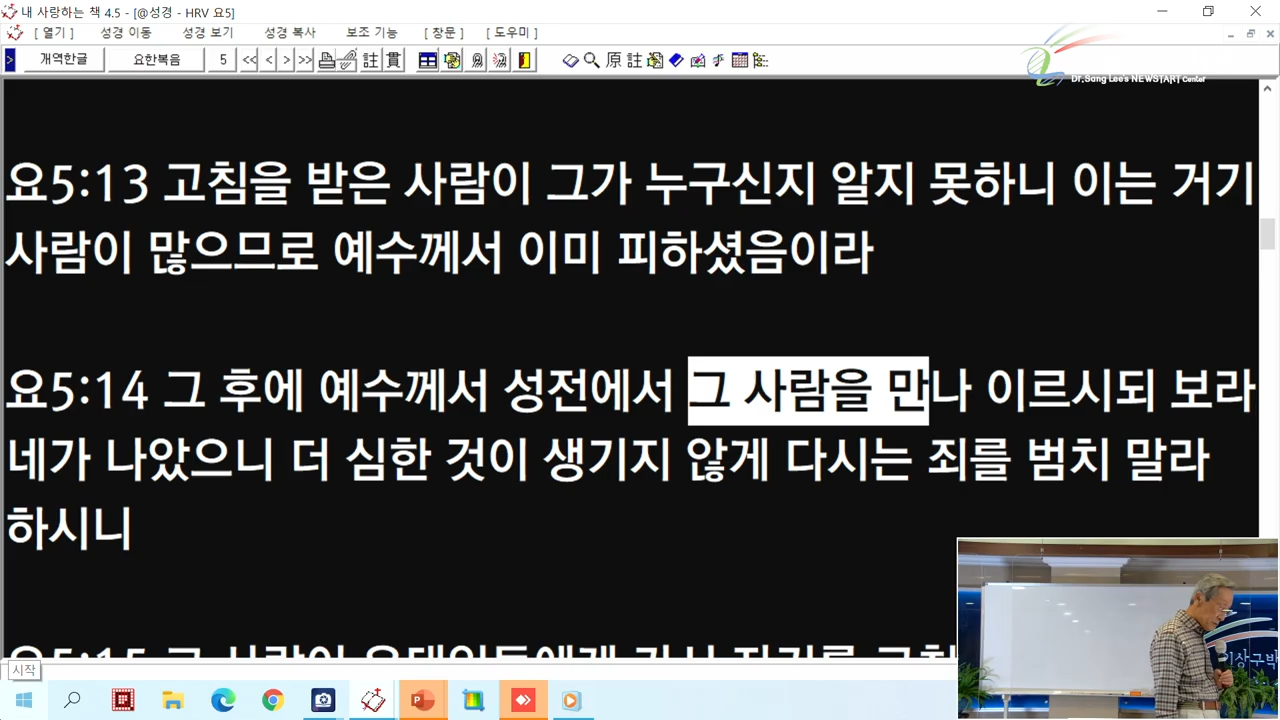 내 사랑하는 책 4.5 - [@성경 - HRV 요5]
[ 열기 ] 성경 이동 성경 보기 성경 복사 보조 기능 [ 창문 ] [ 도우미 ]
> 개역한글 요한복음 5 << < > >> 註 貫 原 註
Dr.Sang Lee's NEWSTART Center
요5:13 고침을 받은 사람이 그가 누구신지 알지 못하니 이는 거기
사람이 많으므로 예수께서 이미 피하셨음이라
요5:14 그 후에 예수께서 성전에서 그 사람을 만나 이르시되 보라
네가 나았으니 더 심한 것이 생기지 않게 다시는 죄를 범치 말라
하시니
시작